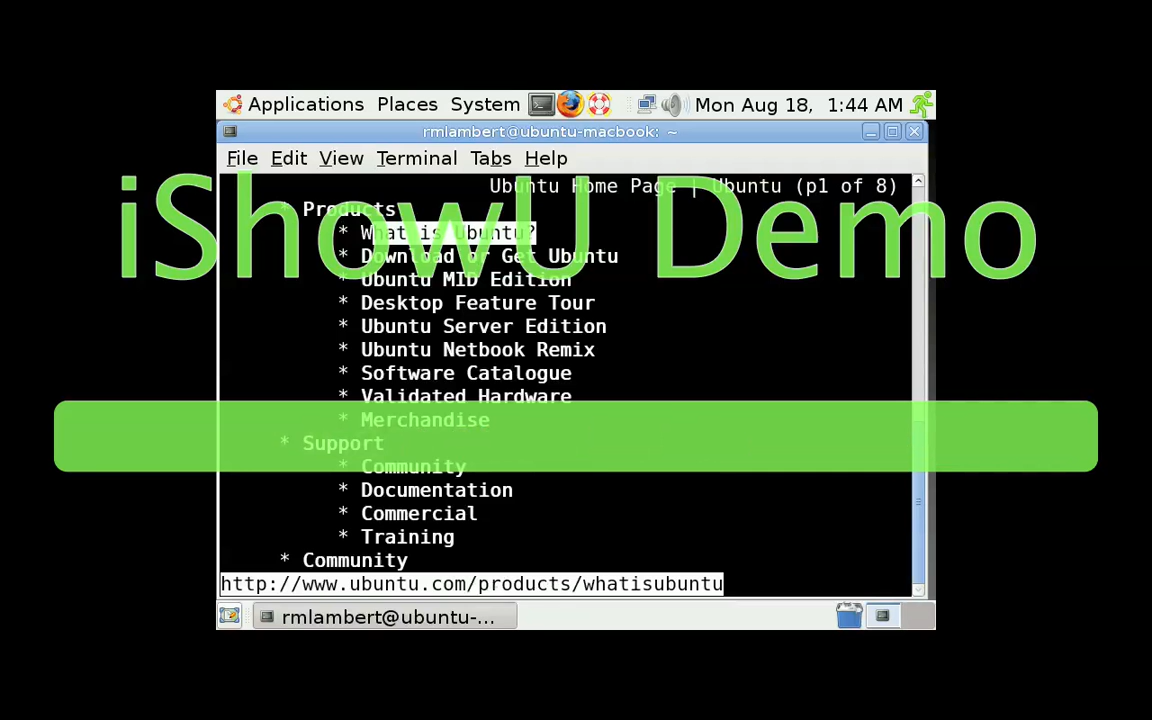 Applications Places System Mon Aug 18, 1:44 AM
rmlambert@ubuntu-macbook: ~
File Edit View Terminal Tabs Help
Ubuntu Home Page | Ubuntu (p1 of 8)
iShowU Demo
* Products
* What is Ubuntu?
* Download or Get Ubuntu
* Ubuntu MID Edition
* Desktop Feature Tour
* Ubuntu Server Edition
* Ubuntu Netbook Remix
* Software Catalogue
* Validated Hardware
* Merchandise
* Support
* Community
* Documentation
* Commercial
* Training
* Community
http://www.ubuntu.com/products/whatisubuntu
rmlambert@ubuntu-...